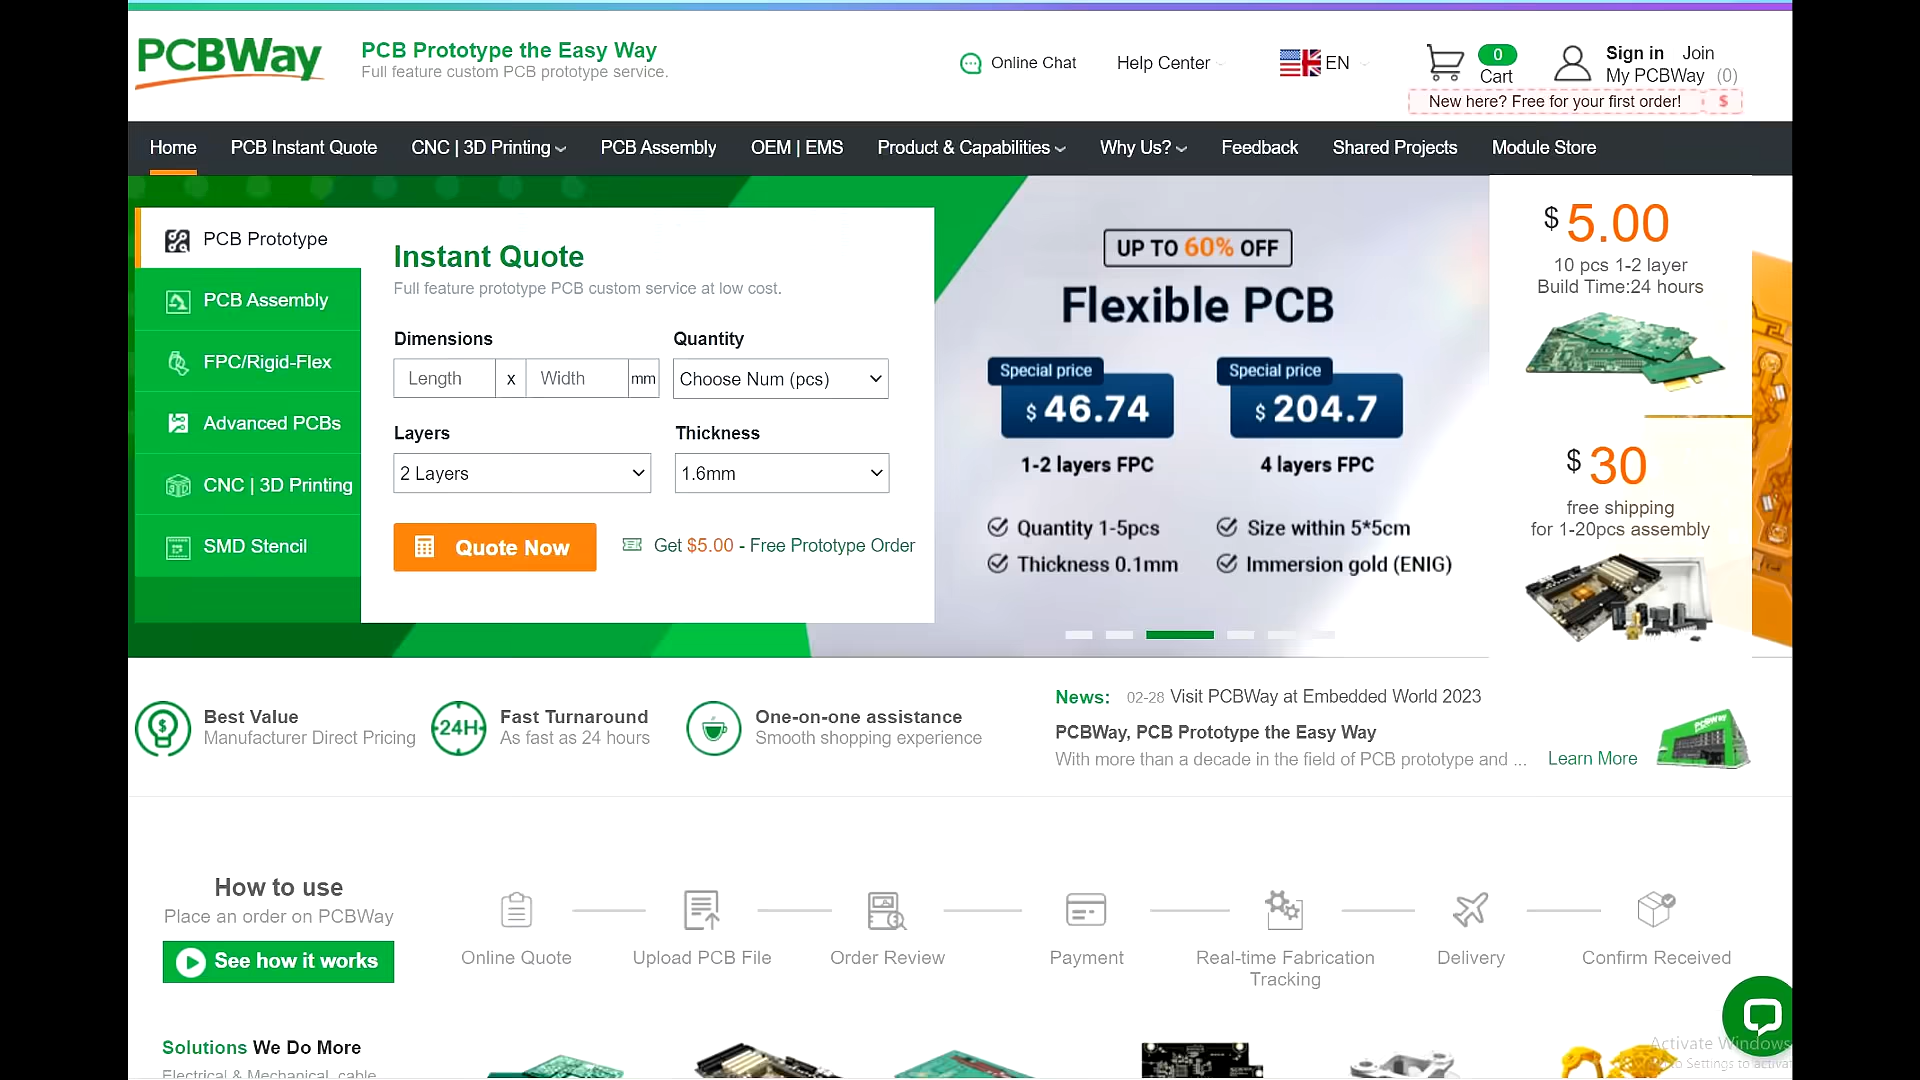 PCBWay
PCB Prototype the Easy Way
Full feature custom PCB prototype service.
Online Chat
Help Center
EN
0
Cart
Sign in Join
My PCBWay (0)
New here? Free for your first order! $
Home
PCB Instant Quote
CNC | 3D Printing
PCB Assembly
OEM | EMS
Product & Capabilities
Why Us?
Feedback
Shared Projects
Module Store
PCB Prototype
PCB Assembly
FPC/Rigid-Flex
Advanced PCBs
CNC | 3D Printing
SMD Stencil
Instant Quote
Full feature prototype PCB custom service at low cost.
Dimensions
Quantity
Length x Width mm
Choose Num (pcs)
Layers
Thickness
2 Layers
1.6mm
Quote Now
Get $5.00 - Free Prototype Order
UP TO 60% OFF
Flexible PCB
Special price
$ 46.74
1-2 layers FPC
Special price
$ 204.7
4 layers FPC
Quantity 1-5pcs
Size within 5*5cm
Thickness 0.1mm
Immersion gold (ENIG)
$ 5.00
10 pcs 1-2 layer
Build Time:24 hours
$ 30
free shipping
for 1-20pcs assembly
$
Best Value
Manufacturer Direct Pricing
24H
Fast Turnaround
As fast as 24 hours
One-on-one assistance
Smooth shopping experience
News: 02-28 Visit PCBWay at Embedded World 2023
PCBWay, PCB Prototype the Easy Way
With more than a decade in the field of PCB prototype and ...
Learn More
PCBWay
How to use
Place an order on PCBWay
See how it works
Online Quote
Upload PCB File
Order Review
Payment
Real-time Fabrication
Tracking
Delivery
Confirm Received
Solutions We Do More
Electrical & Mechanical, cable
Activate Windows
to Settings to activat